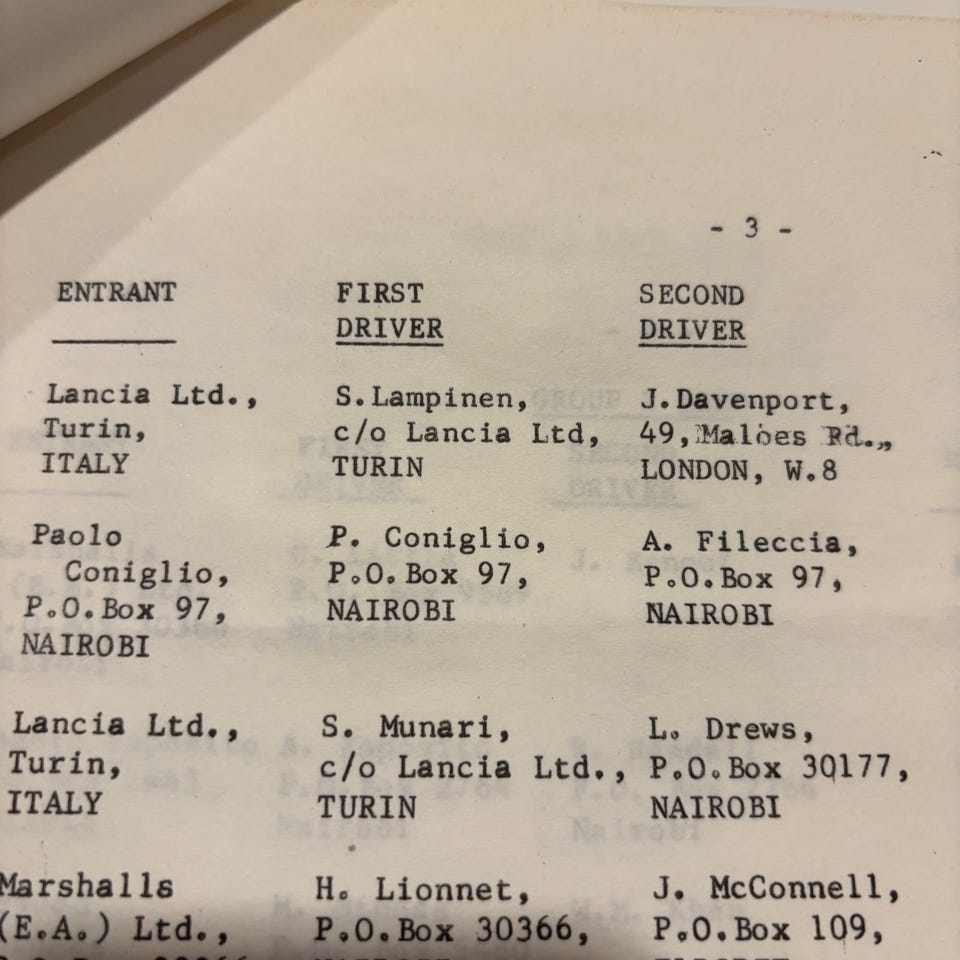 - 3 -
ENTRANT FIRST SECOND
DRIVER DRIVER
Lancia Ltd., S.Lampinen, J.Davenport,
Turin, c/o Lancia Ltd, 49, Maloes Rd.,
ITALY TURIN LONDON, W.8
Paolo P. Coniglio, A. Fileccia,
Coniglio, P.O.Box 97, P.O.Box 97,
P.O.Box 97, NAIROBI NAIROBI
NAIROBI
Lancia Ltd., S. Munari, L. Drews,
Turin, c/o Lancia Ltd., P.O.Box 30177,
ITALY TURIN NAIROBI
Marshalls H. Lionnet, J. McConnell,
(E.A.) Ltd., P.O.Box 30366, P.O.Box 109,